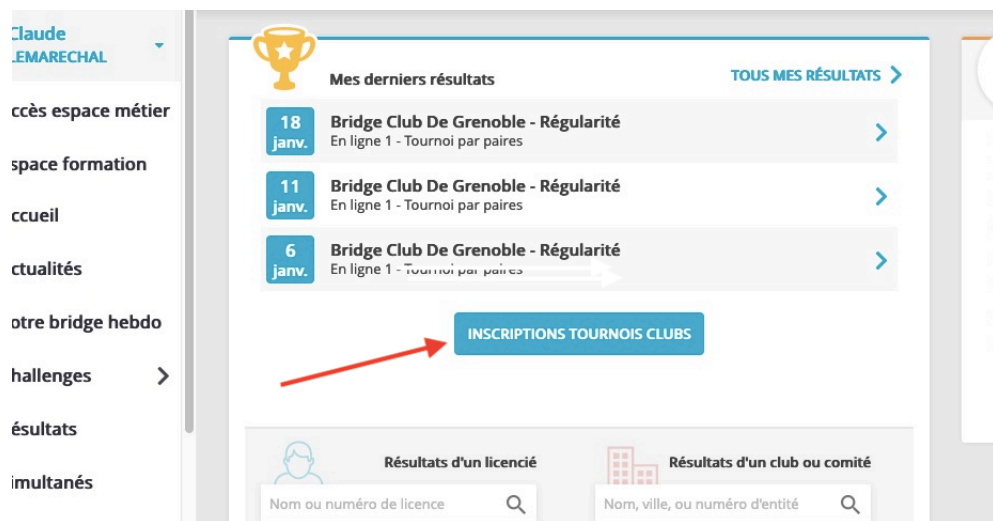 Claude
LEMARECHAL
ccès espace métier
space formation
ccueil
ctualités
otre bridge hebdo
hallenges
ésultats
imultanés
Mes derniers résultats
TOUS MES RÉSULTATS
18
janv.
Bridge Club De Grenoble - Régularité
En ligne 1 - Tournoi par paires
11
janv.
Bridge Club De Grenoble - Régularité
En ligne 1 - Tournoi par paires
6
janv.
Bridge Club De Grenoble - Régularité
En ligne 1 - Tournoi par paires
INSCRIPTIONS TOURNOIS CLUBS
Résultats d'un licencié
Nom ou numéro de licence
Résultats d'un club ou comité
Nom, ville, ou numéro d'entité